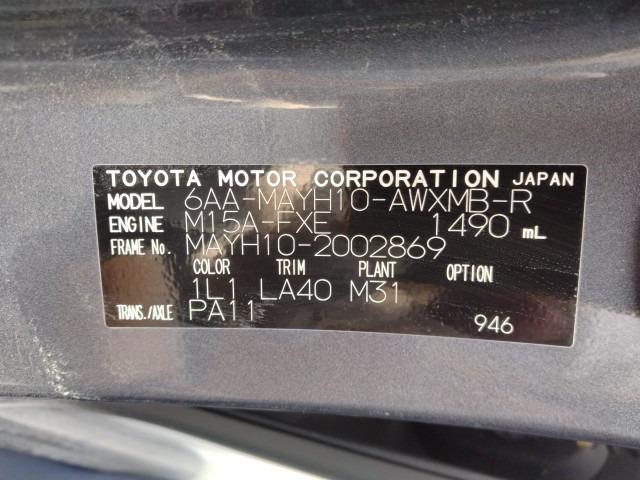 TOYOTA MOTOR CORPORATION JAPAN
MODEL 6AA-MAYH10-AWXMB-R
ENGINE M15A-FXE 1490 mL
FRAME No. MAYH10-2002869
COLOR TRIM PLANT OPTION
1L1 LA40 M31
TRANS./AXLE PA11
946